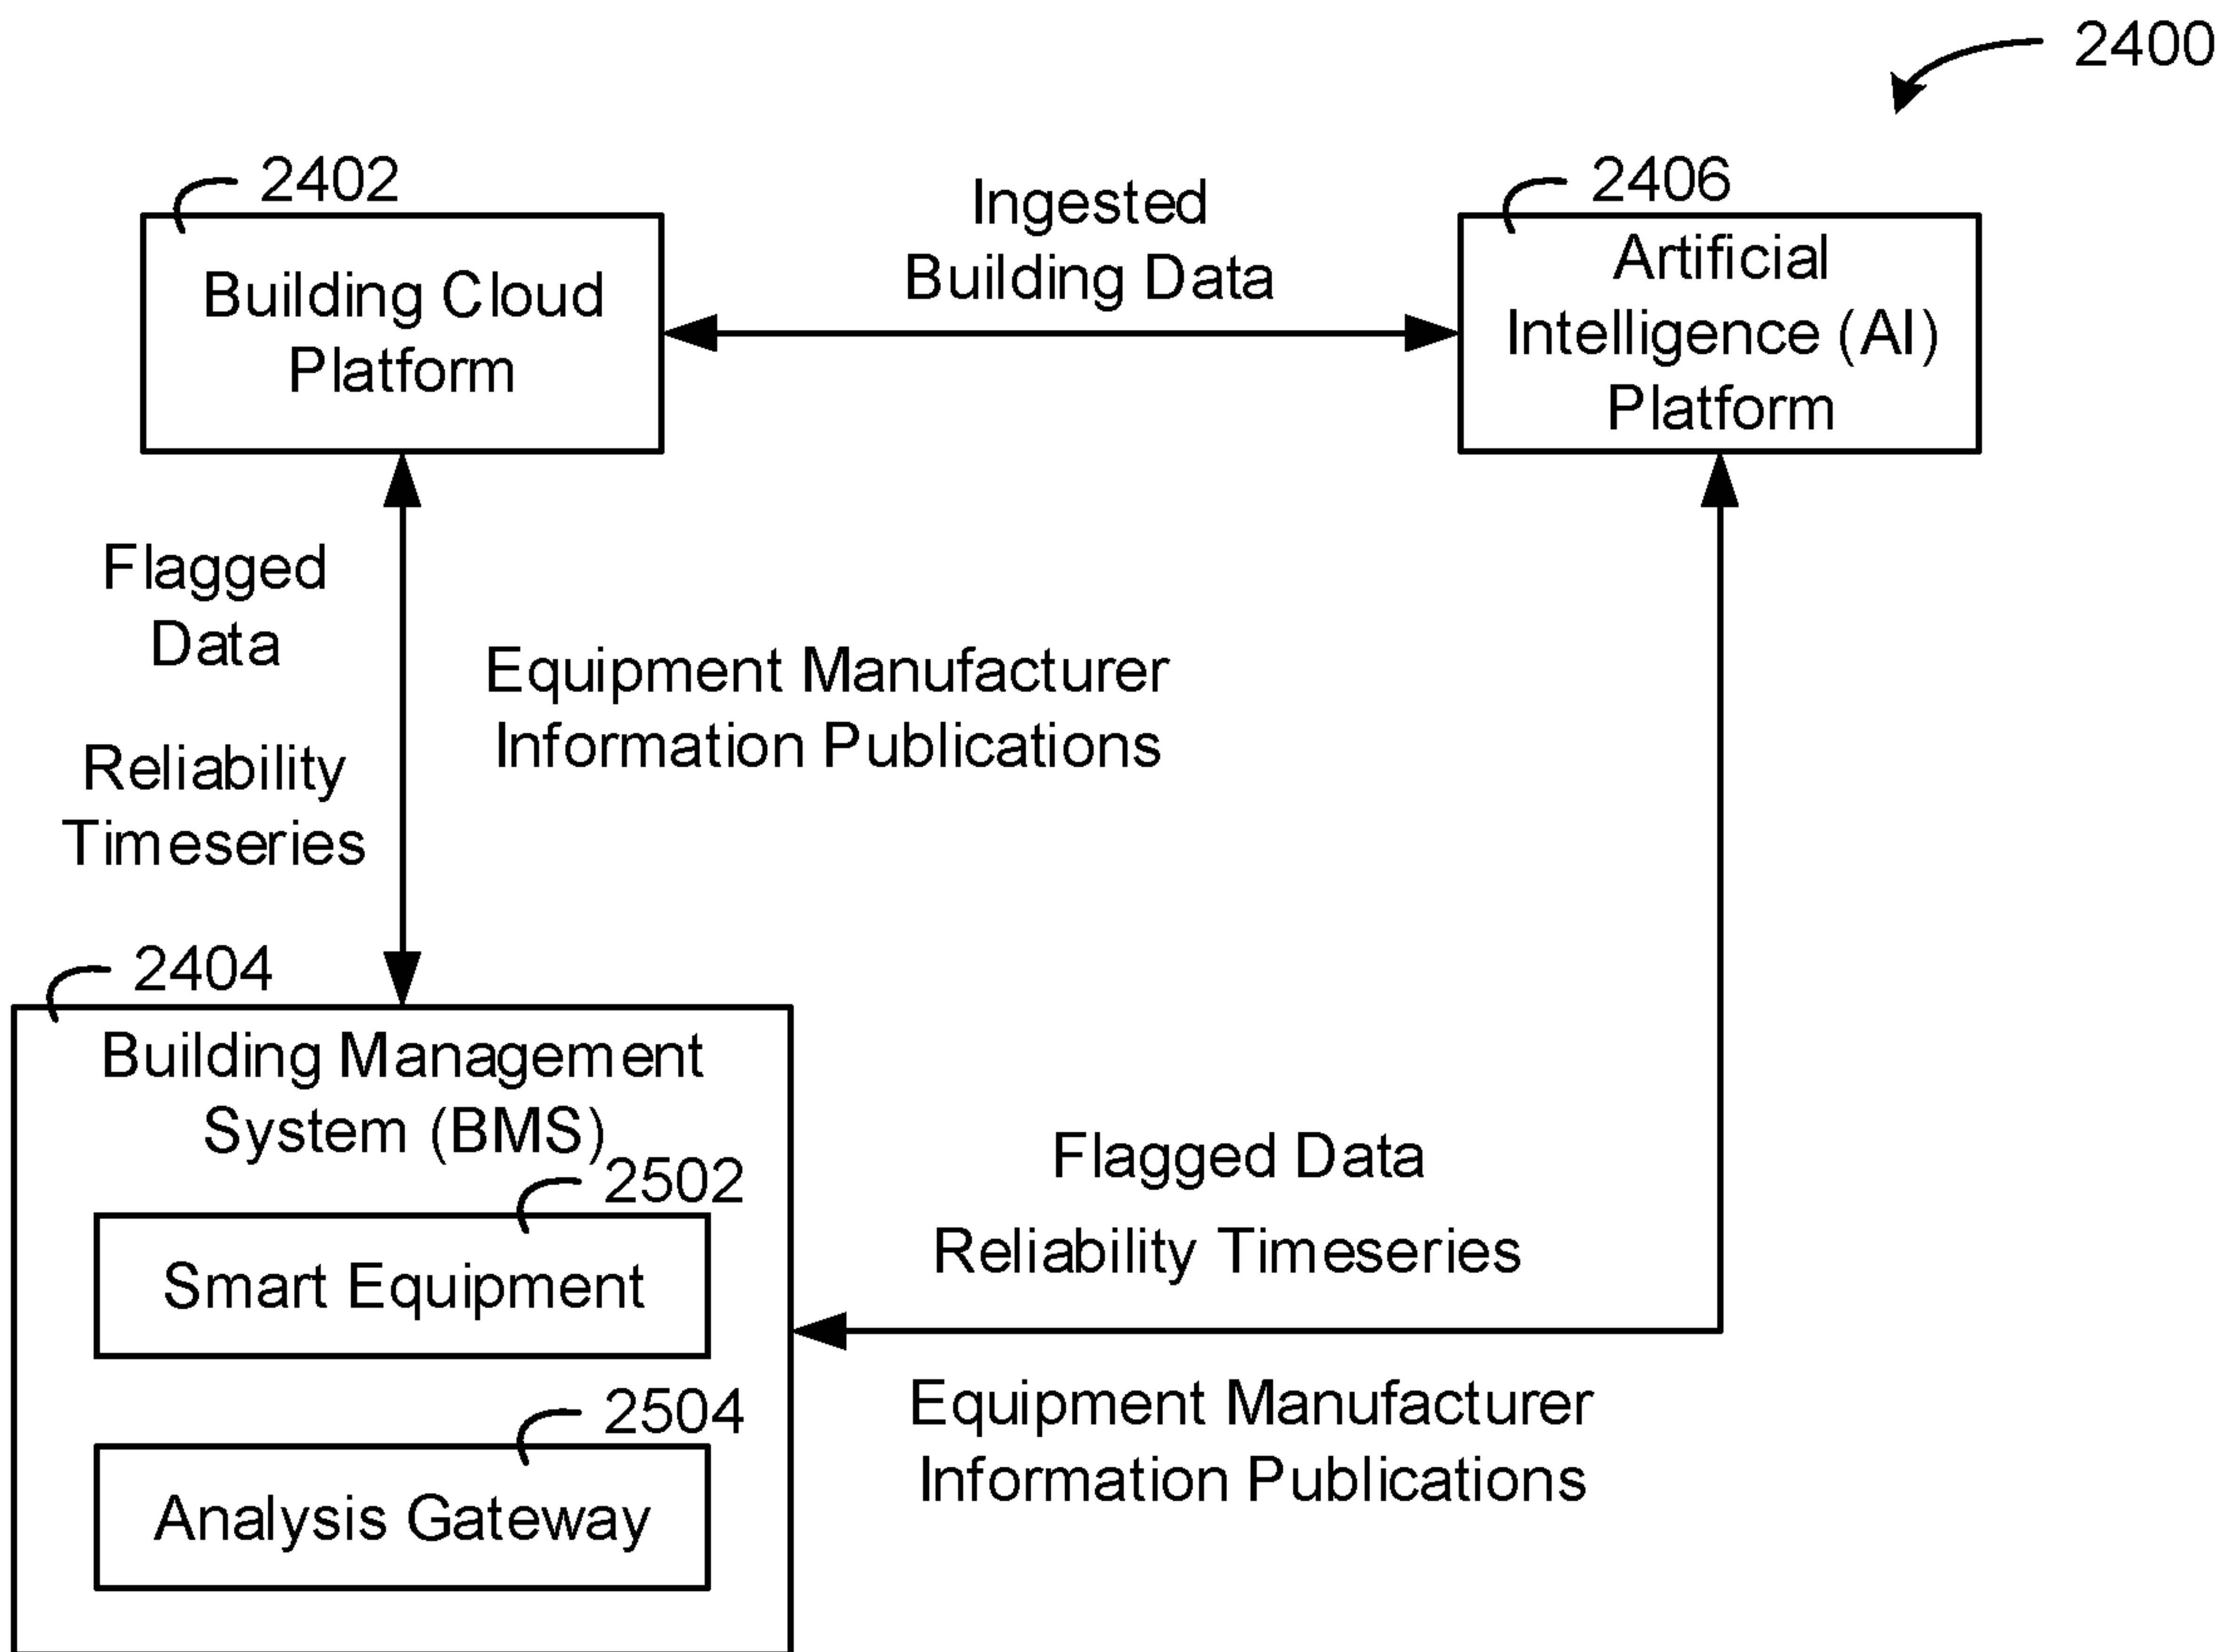 2400
2402
Building Cloud
Platform
Ingested
Building Data
2406
Artificial
Intelligence (AI)
Platform
Flagged
Data
Reliability
Timeseries
Equipment Manufacturer
Information Publications
2404
Building Management
System (BMS)
2502
Smart Equipment
2504
Analysis Gateway
Flagged Data
Reliability Timeseries
Equipment Manufacturer
Information Publications